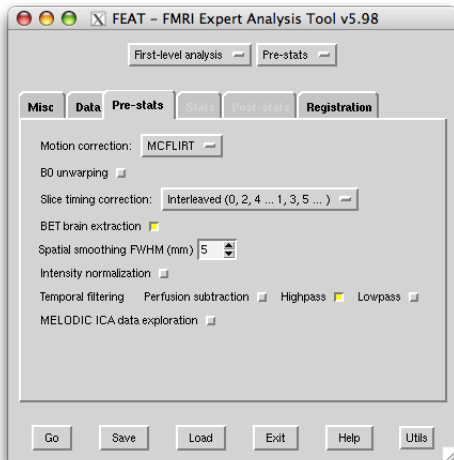 X FEAT - FMRI Expert Analysis Tool v5.98
First-level analysis Pre-stats
Misc Data Pre-stats Stats Post-stats Registration
Motion correction: MCFLIRT
B0 unwarping
Slice timing correction: Interleaved (0, 2, 4 ... 1, 3, 5 ... )
BET brain extraction
Spatial smoothing FWHM (mm) 5
Intensity normalization
Temporal filtering Perfusion subtraction Highpass Lowpass
MELODIC ICA data exploration
Go Save Load Exit Help Utils